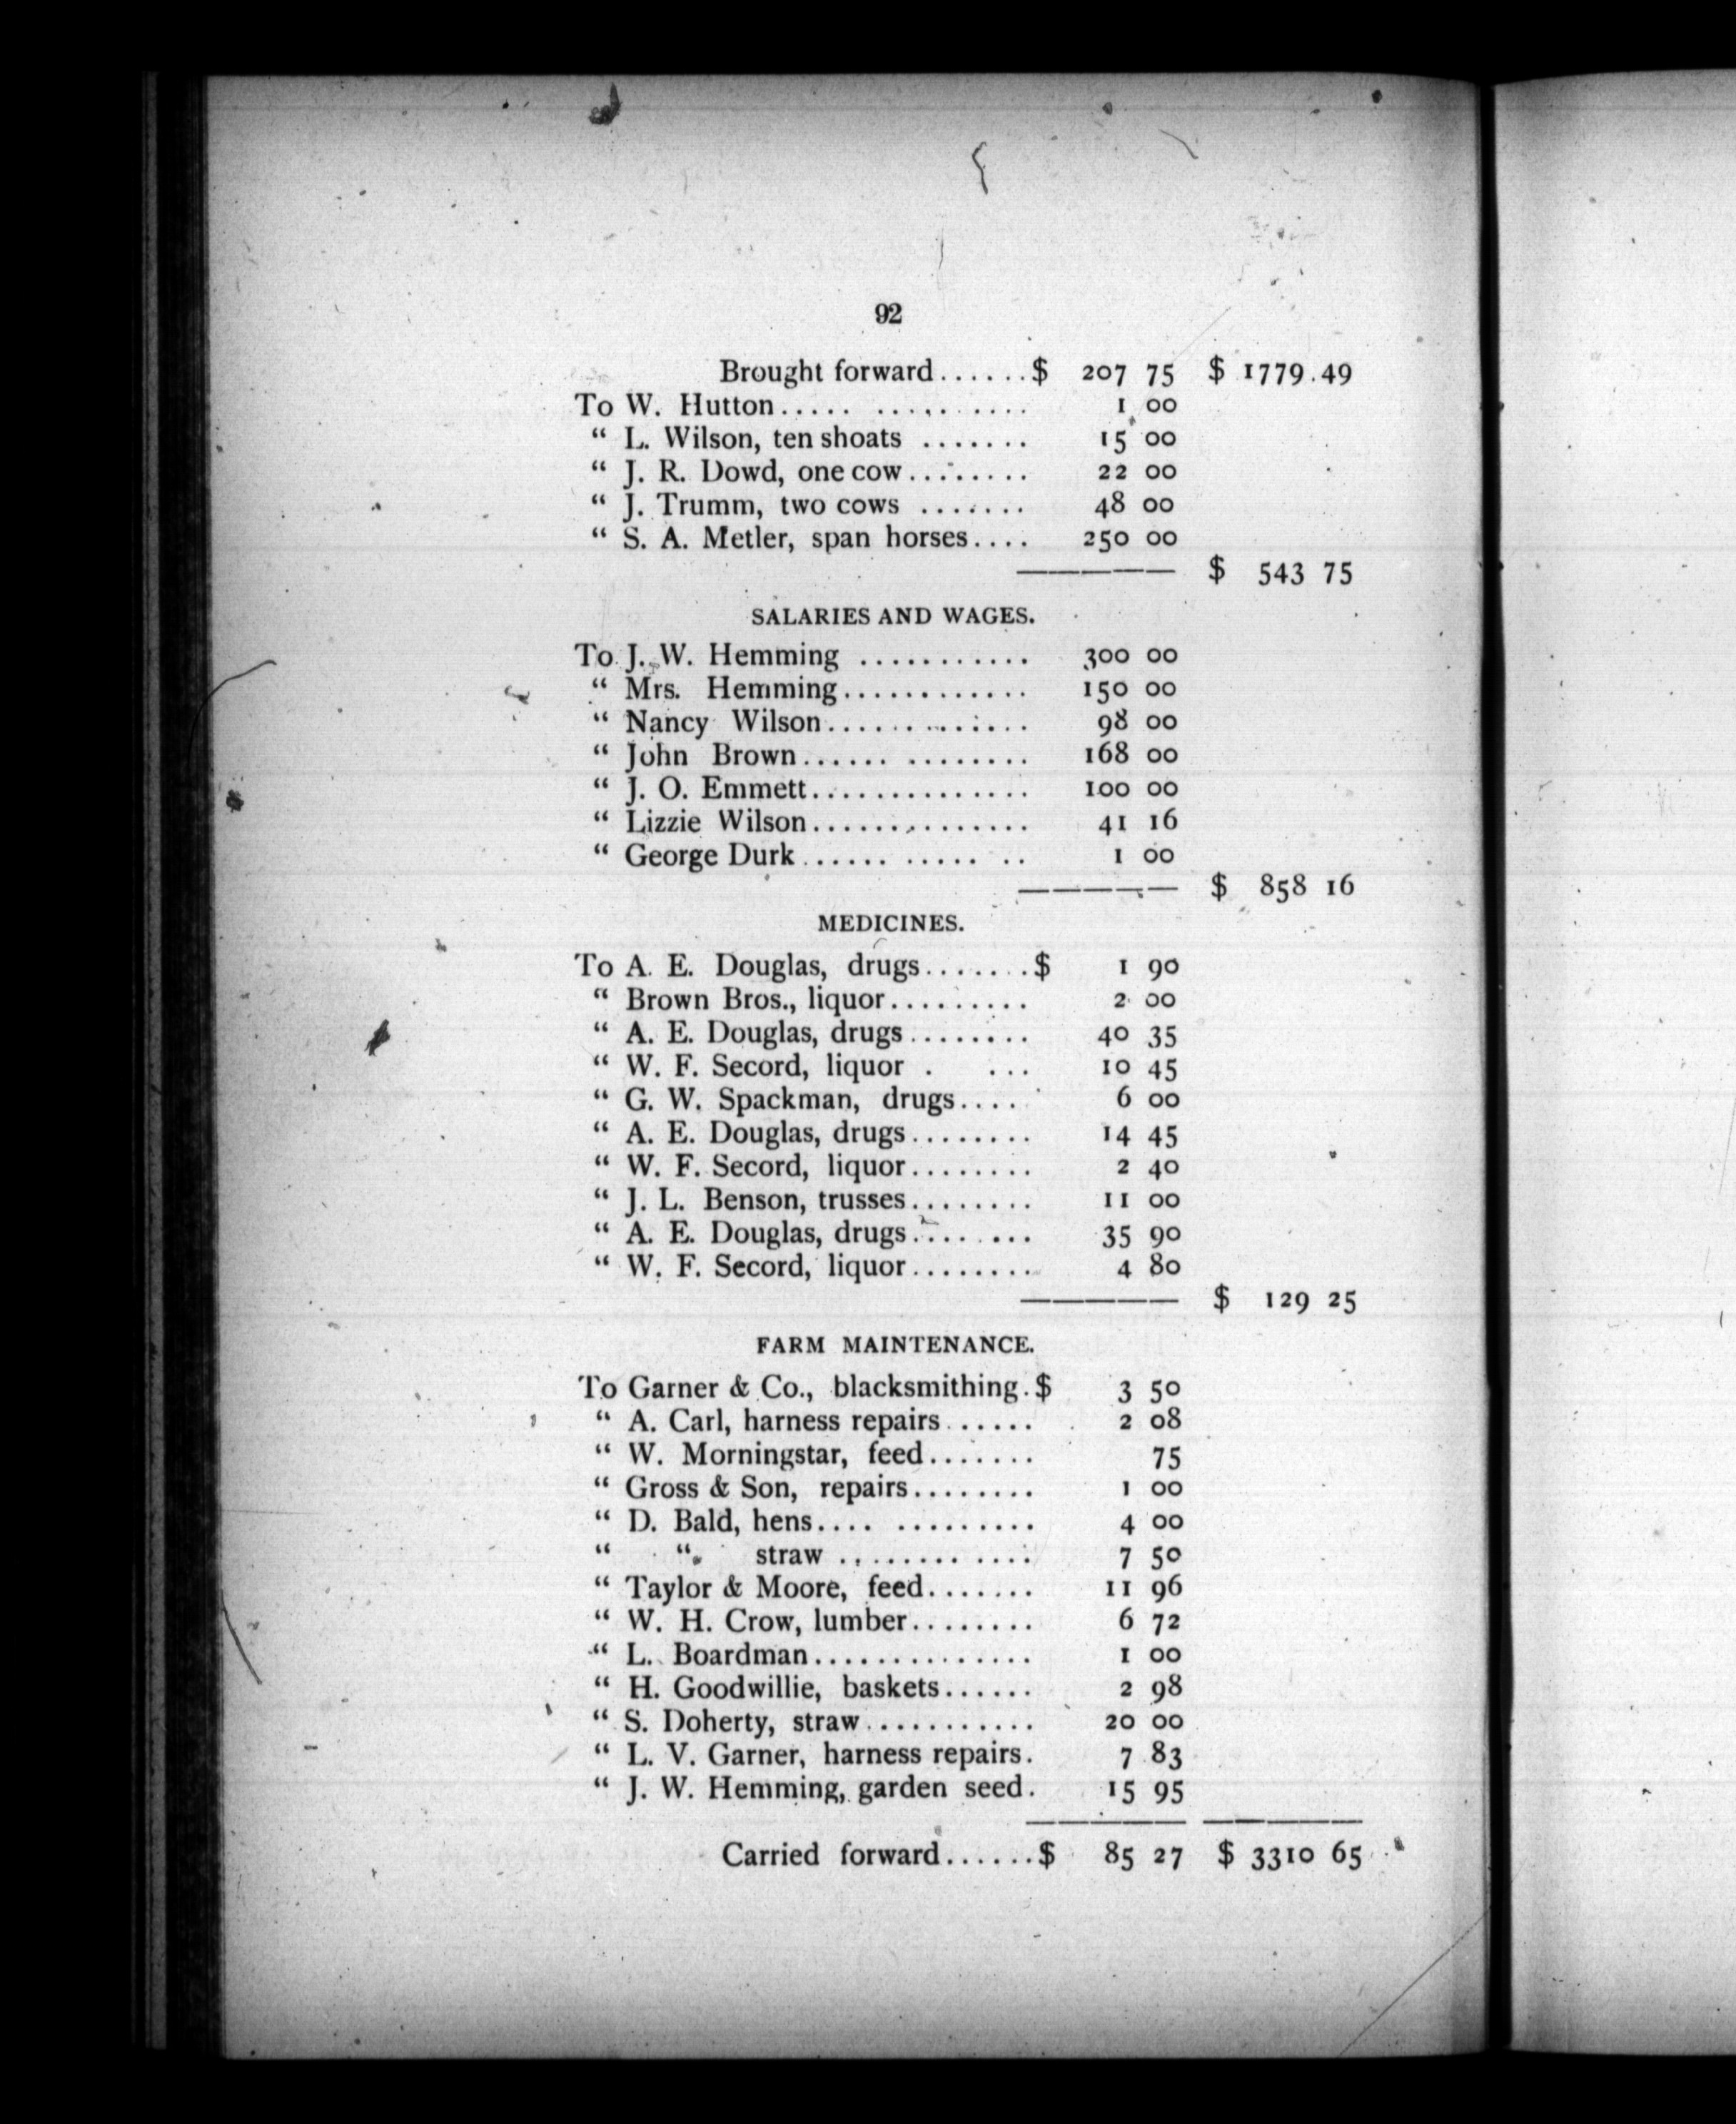 92
Brought forward......$ 207 75 $ 1779.49
To W. Hutton..... .......... 1 00
“ L. Wilson, ten shoats ....... 15 00
“ J. R. Dowd, one cow........ 22 00
“ J. Trumm, two cows ....... 48 00
“ S. A. Metler, span horses.... 250 00
$ 543 75
SALARIES AND WAGES.
To J. W. Hemming ........... 300 00
“ Mrs. Hemming............ 150 00
“ Nancy Wilson............. 98 00
“ John Brown...... ........ 168 00
“ J. O. Emmett.............. 100 00
“ Lizzie Wilson.............. 41 16
“ George Durk...... ..... .. 1 00
$ 858 16
MEDICINES.
To A. E. Douglas, drugs.......$ 1 90
“ Brown Bros., liquor......... 2 00
“ A. E. Douglas, drugs........ 40 35
“ W. F. Secord, liquor . ... 10 45
“ G. W. Spackman, drugs.... 6 00
“ A. E. Douglas, drugs........ 14 45
“ W. F. Secord, liquor........ 2 40
“ J. L. Benson, trusses........ 11 00
“ A. E. Douglas, drugs........ 35 90
“ W. F. Secord, liquor........ 4 80
$ 129 25
FARM MAINTENANCE.
To Garner & Co., blacksmithing.$ 3 50
“ A. Carl, harness repairs...... 2 08
“ W. Morningstar, feed....... 75
“ Gross & Son, repairs........ 1 00
“ D. Bald, hens.... ......... 4 00
“ “ straw ............ 7 50
“ Taylor & Moore, feed....... 11 96
“ W. H. Crow, lumber........ 6 72
“ L. Boardman.............. 1 00
“ H. Goodwillie, baskets...... 2 98
“ S. Doherty, straw........... 20 00
“ L. V. Garner, harness repairs. 7 83
“ J. W. Hemming, garden seed. 15 95
Carried forward......$ 85 27 $ 3310 65